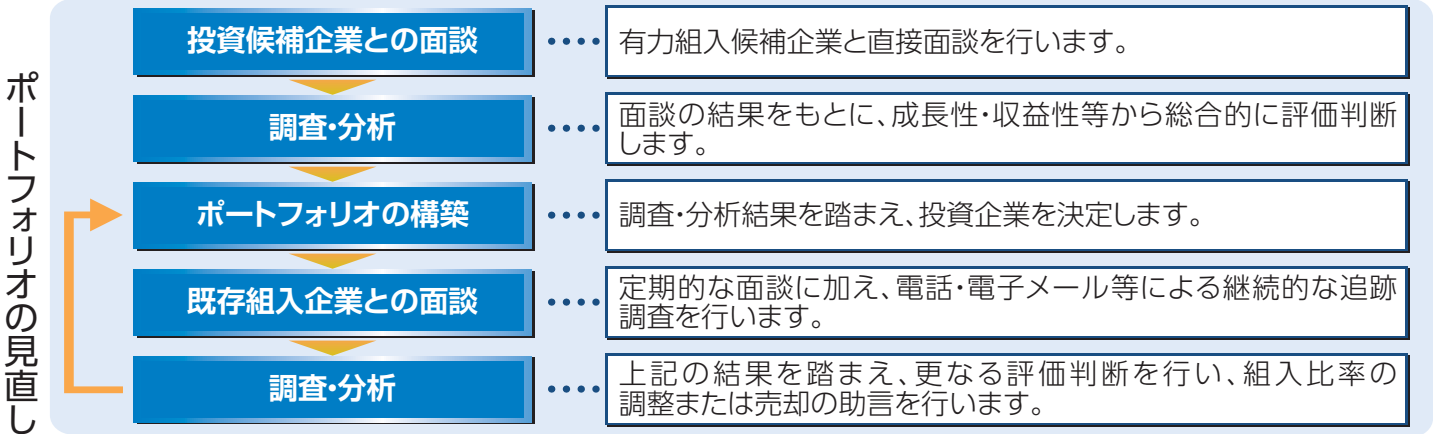 ポートフォリオの見直し
投資候補企業との面談
有力組入候補企業と直接面談を行います。
調査・分析
面談の結果をもとに、成長性・収益性等から総合的に評価判断
します。
ポートフォリオの構築
調査・分析結果を踏まえ、投資企業を決定します。
既存組入企業との面談
定期的な面談に加え、電話・電子メール等による継続的な追跡
調査を行います。
調査・分析
上記の結果を踏まえ、更なる評価判断を行い、組入比率の
調整または売却の助言を行います。